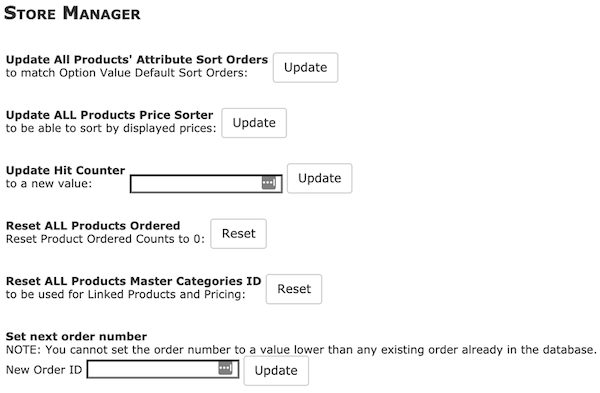 Store Manager
Update All Products' Attribute Sort Orders
to match Option Value Default Sort Orders: Update
Update ALL Products Price Sorter
to be able to sort by displayed prices: Update
Update Hit Counter
to a new value: Update
Reset ALL Products Ordered
Reset Product Ordered Counts to 0: Reset
Reset ALL Products Master Categories ID
to be used for Linked Products and Pricing: Reset
Set next order number
NOTE: You cannot set the order number to a value lower than any existing order already in the database.
New Order ID Update